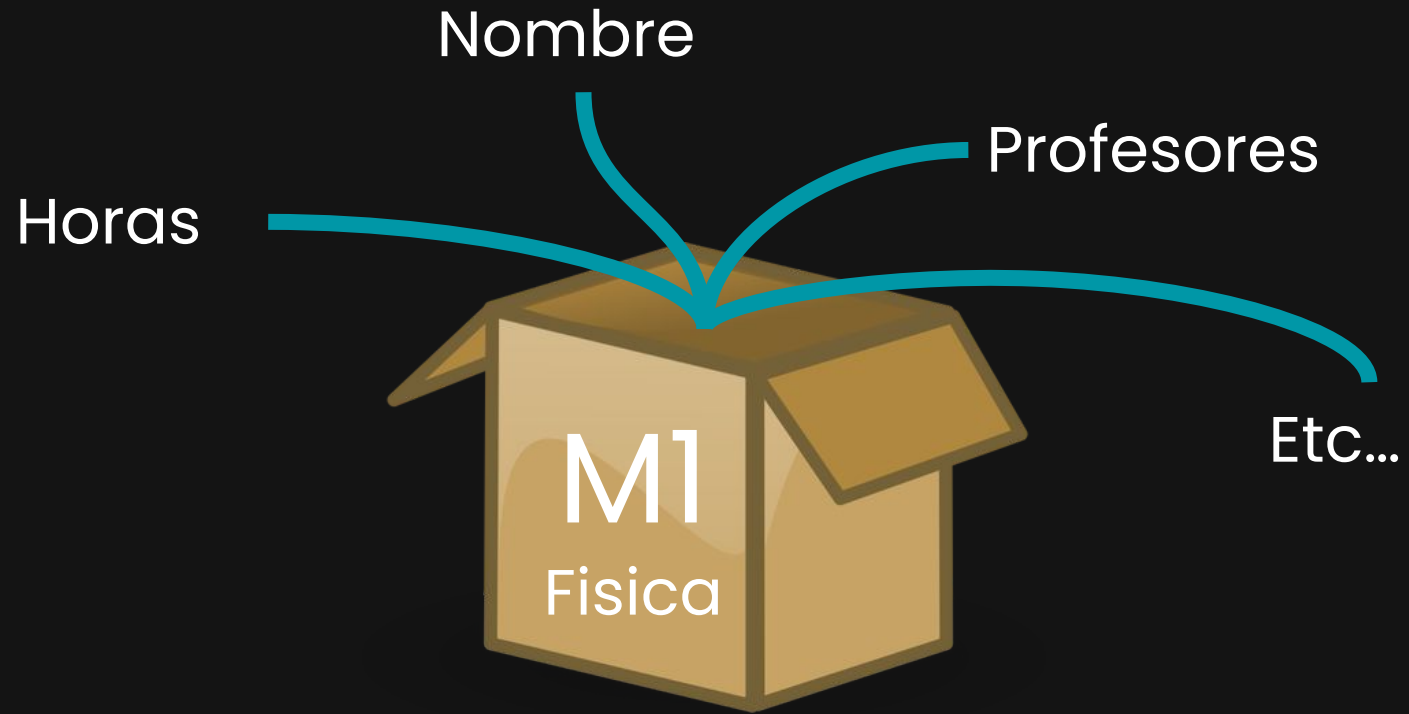 Nombre
Profesores
Horas
Etc...
M1
Fisica